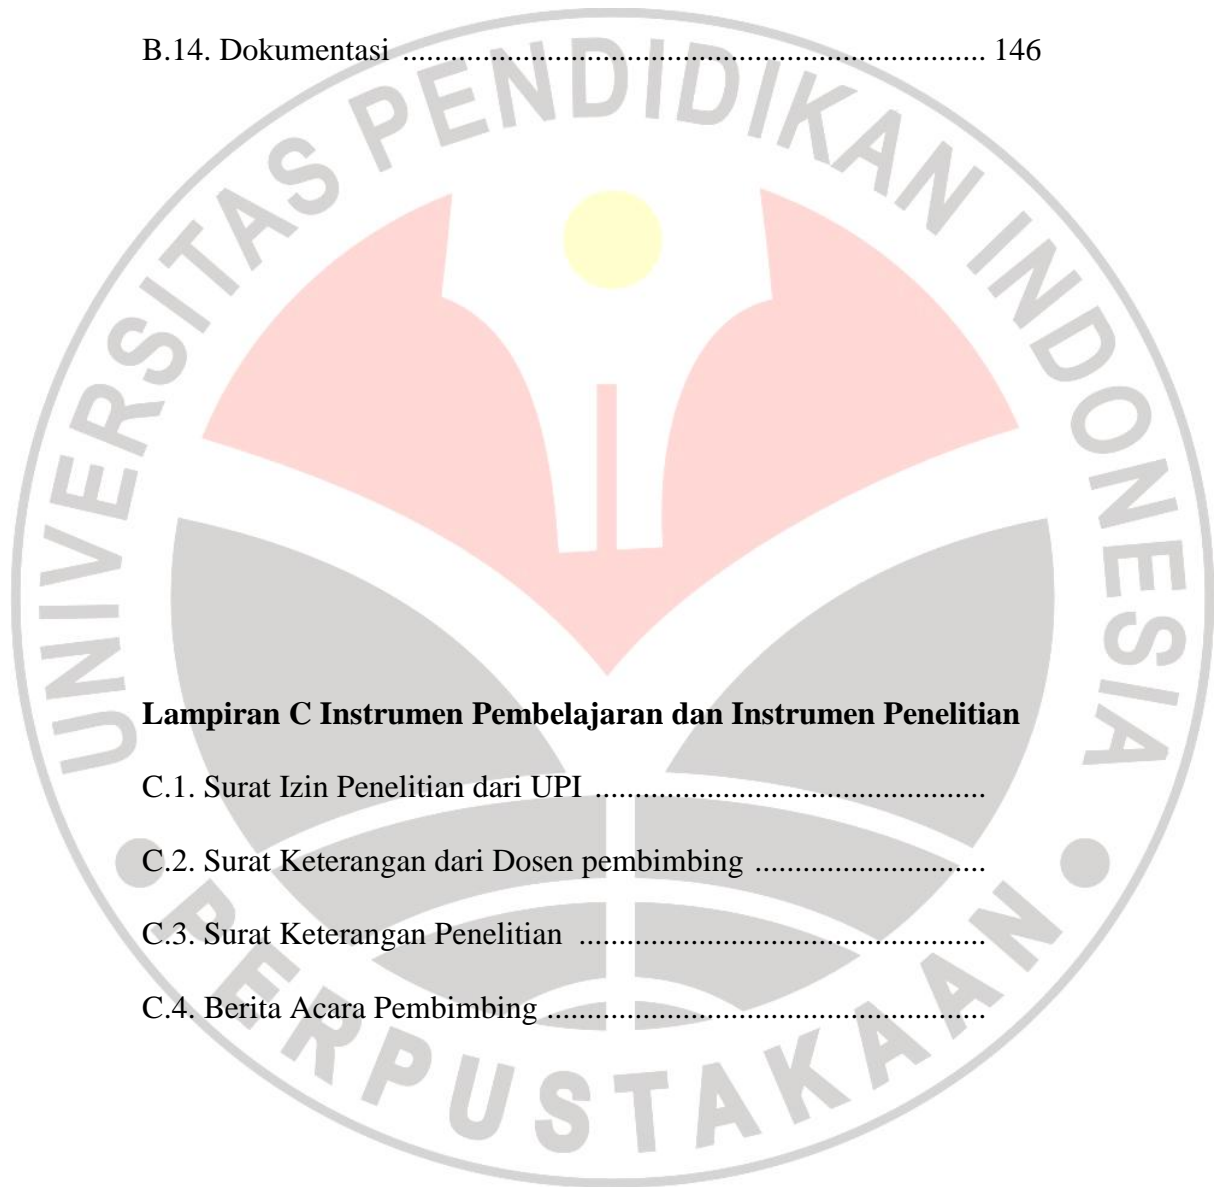 B.14. Dokumentasi ......................................................................... 146
UNIVERSITAS PENDIDIKAN INDONESIA
Lampiran C Instrumen Pembelajaran dan Instrumen Penelitian
C.1. Surat Izin Penelitian dari UPI .................................................
C.2. Surat Keterangan dari Dosen pembimbing .............................
C.3. Surat Keterangan Penelitian ...................................................
C.4. Berita Acara Pembimbing .......................................................
PERPUSTAKAAN